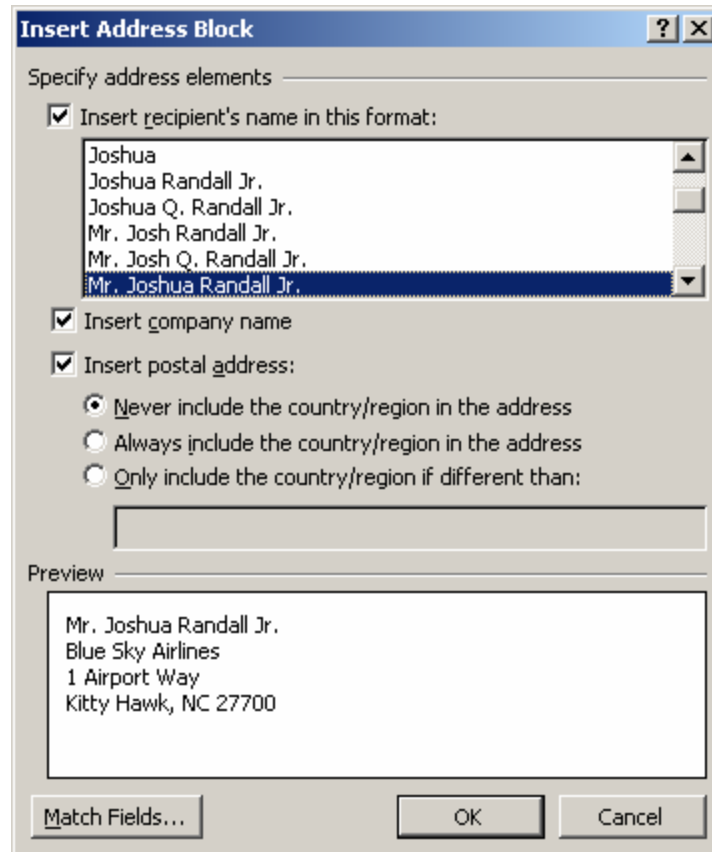 Insert Address Block
Specify address elements
Insert recipient's name in this format:
Joshua
Joshua Randall Jr.
Joshua Q. Randall Jr.
Mr. Josh Randall Jr.
Mr. Josh Q. Randall Jr.
Mr. Joshua Randall Jr.
Insert company name
Insert postal address:
Never include the country/region in the address
Always include the country/region in the address
Only include the country/region if different than:
Preview
Mr. Joshua Randall Jr.
Blue Sky Airlines
1 Airport Way
Kitty Hawk, NC 27700
Match Fields... OK Cancel